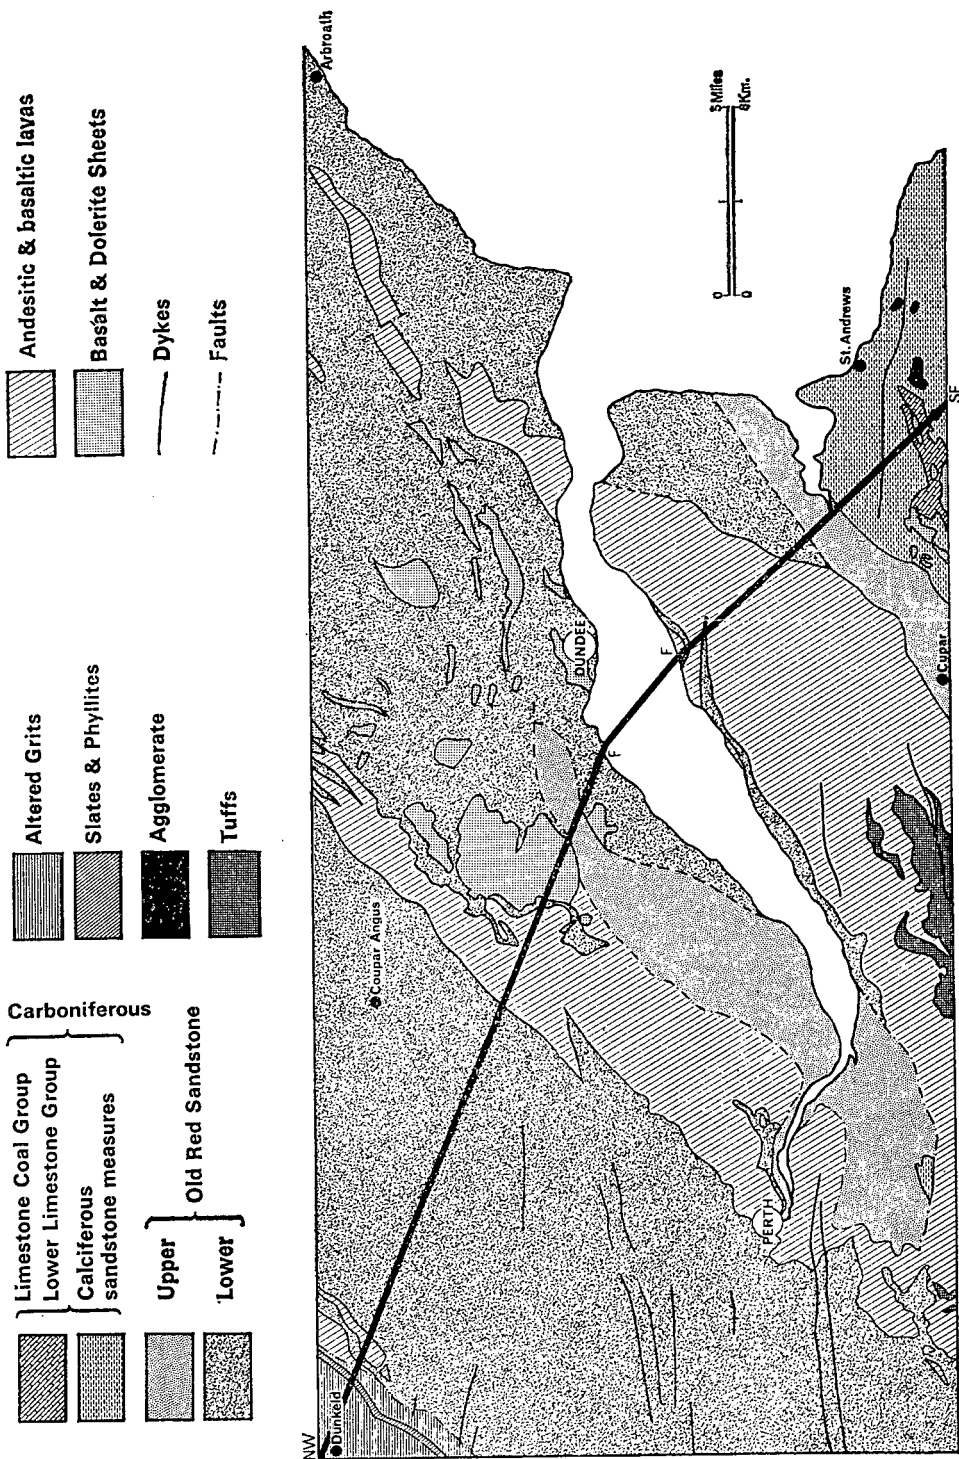 Limestone Coal Group
Lower Limestone Group
Calciferous
sandstone measures
Carboniferous
Upper
Lower
Old Red Sandstone
Altered Grits
Slates & Phyllites
Agglomerate
Tuffs
Andesitic & basaltic lavas
Basalt & Dolerite Sheets
Dykes
Faults
NW
Dunkeld
Cupar Angus
PERTH
DUNDEE
F
F
Arbroath
0
5 Miles
0
8 Km.
St. Andrews
Cupar
SE